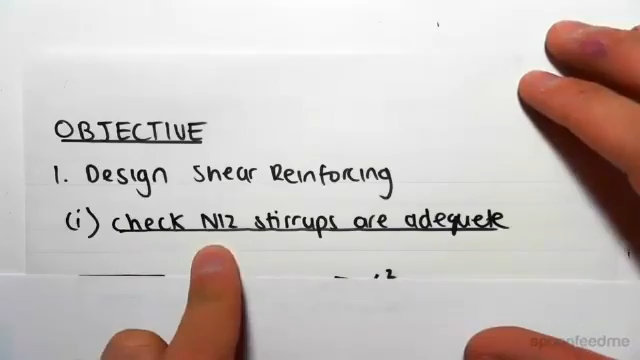 OBJECTIVE
1. Design Shear Reinforcing
(i) check N12 stirrups are adequete
spoonfeedme